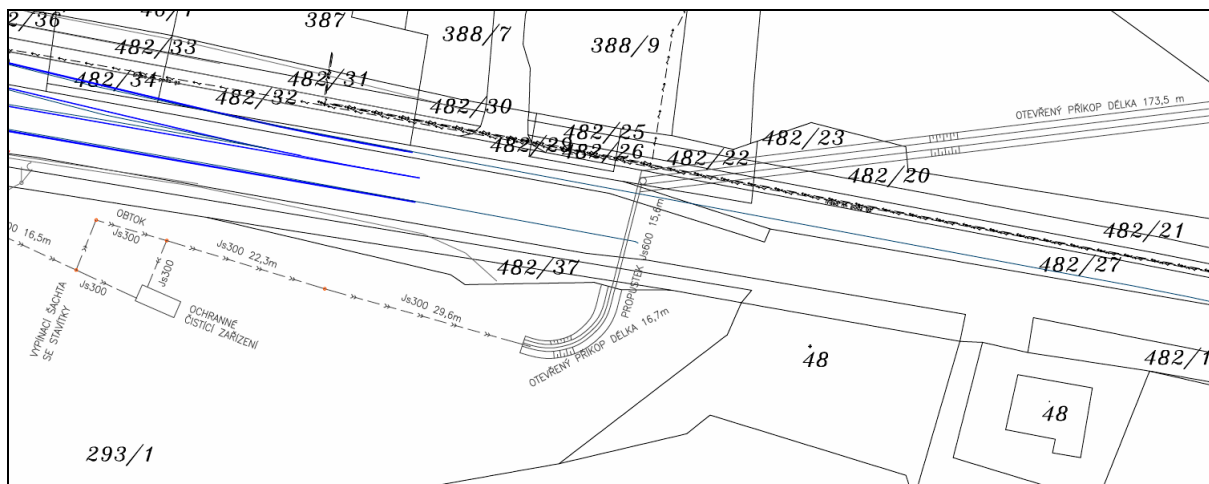 387
388/7
388/9
482/33
482/34
482/31
482/32
482/30
482/25
482/29
482/26
482/22
482/23
482/20
482/21
482/27
OTEVŘENÝ PŘÍKOP DÉLKA 173,5 m
OBTOK
Js300
16,5m
Js300
Js300
Js300 22,3m
Js300 29,6m
482/37
PROPUSTEK Js600 15,6m
OTEVŘENÝ PŘÍKOP DÉLKA 16,7m
OCHRANNÉ
ČISTÍCÍ ZAŘÍZENÍ
VYPÍNACÍ ŠACHTA
SE STAVÍTKY
48
48
482/1
293/1